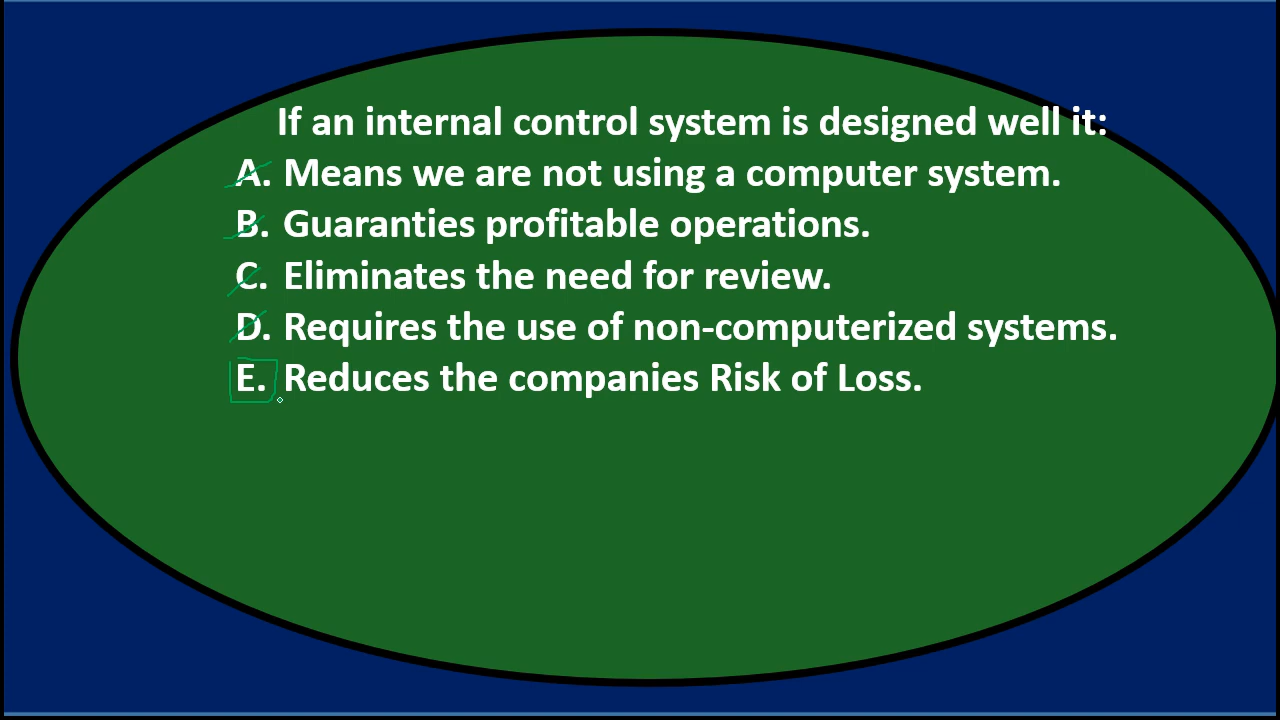 If an internal control system is designed well it:
A. Means we are not using a computer system.
B. Guaranties profitable operations.
C. Eliminates the need for review.
D. Requires the use of non-computerized systems.
E. Reduces the companies Risk of Loss.